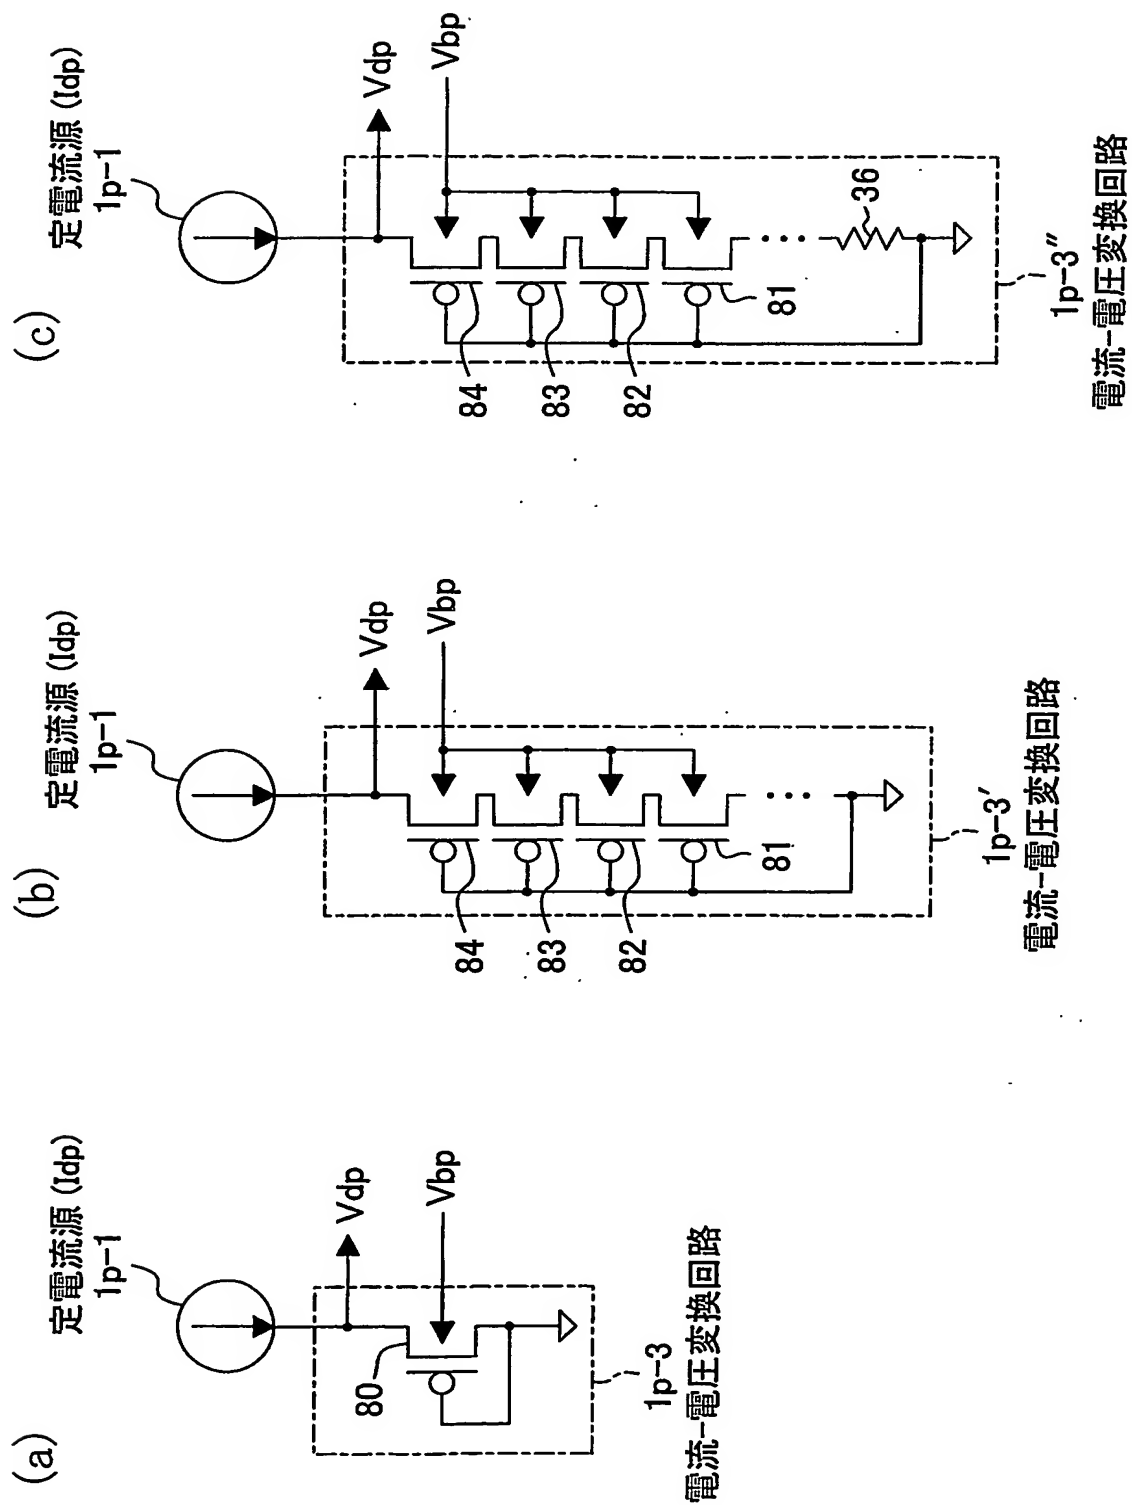 (a)
定電流源 (Idp)
1p-1
Vdp
Vbp
80
1p-3
電流-電圧変換回路
(b)
定電流源 (Idp)
1p-1
Vdp
Vbp
84
83
82
81
1p-3′
電流-電圧変換回路
(c)
定電流源 (Idp)
1p-1
Vdp
Vbp
84
83
82
81
36
1p-3″
電流-電圧変換回路